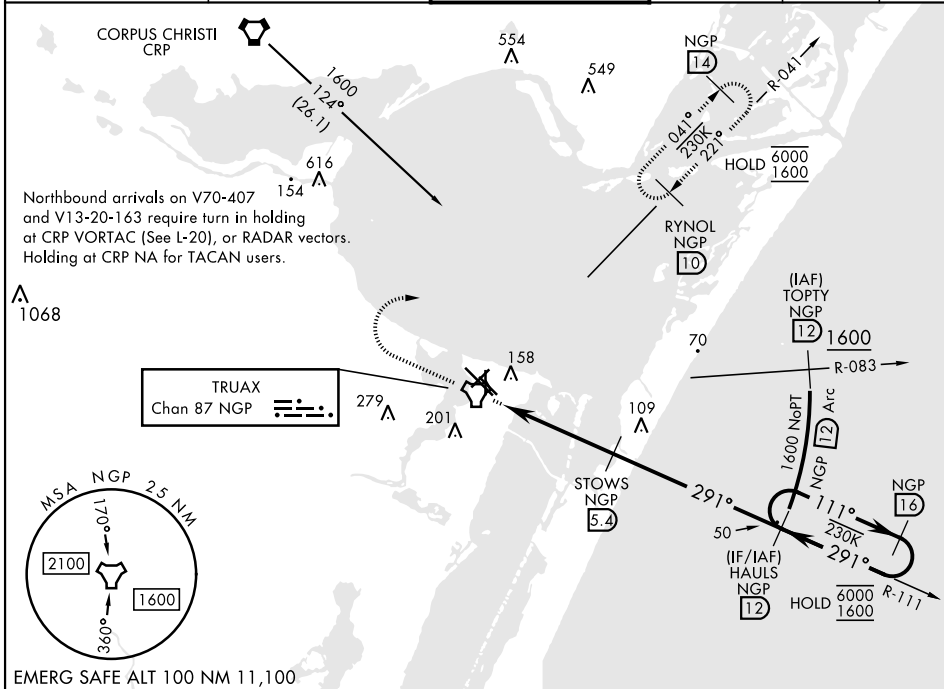 CORPUS CHRISTI
CRP
1600
124°
(26.1)
554
549
NGP
14
R-041
041°
230K
221°
HOLD 6000
1600
RYNOL
NGP
10
616
154
Northbound arrivals on V70-407
and V13-20-163 require turn in holding
at CRP VORTAC (See L-20), or RADAR vectors.
Holding at CRP NA for TACAN users.
1068
(IAF)
TOPTY
NGP
12
1600
R-083
70
1600 NoPT
NGP 12 Arc
TRUAX
Chan 87 NGP
158
279
201
109
STOWS
NGP
5.4
291°
50
111°
230K
291°
NGP
16
(IF/IAF)
HAULS
NGP
12
HOLD 6000
1600
R-111
MSA NGP 25 NM
170°
2100
1600
360°
EMERG SAFE ALT 100 NM 11,100